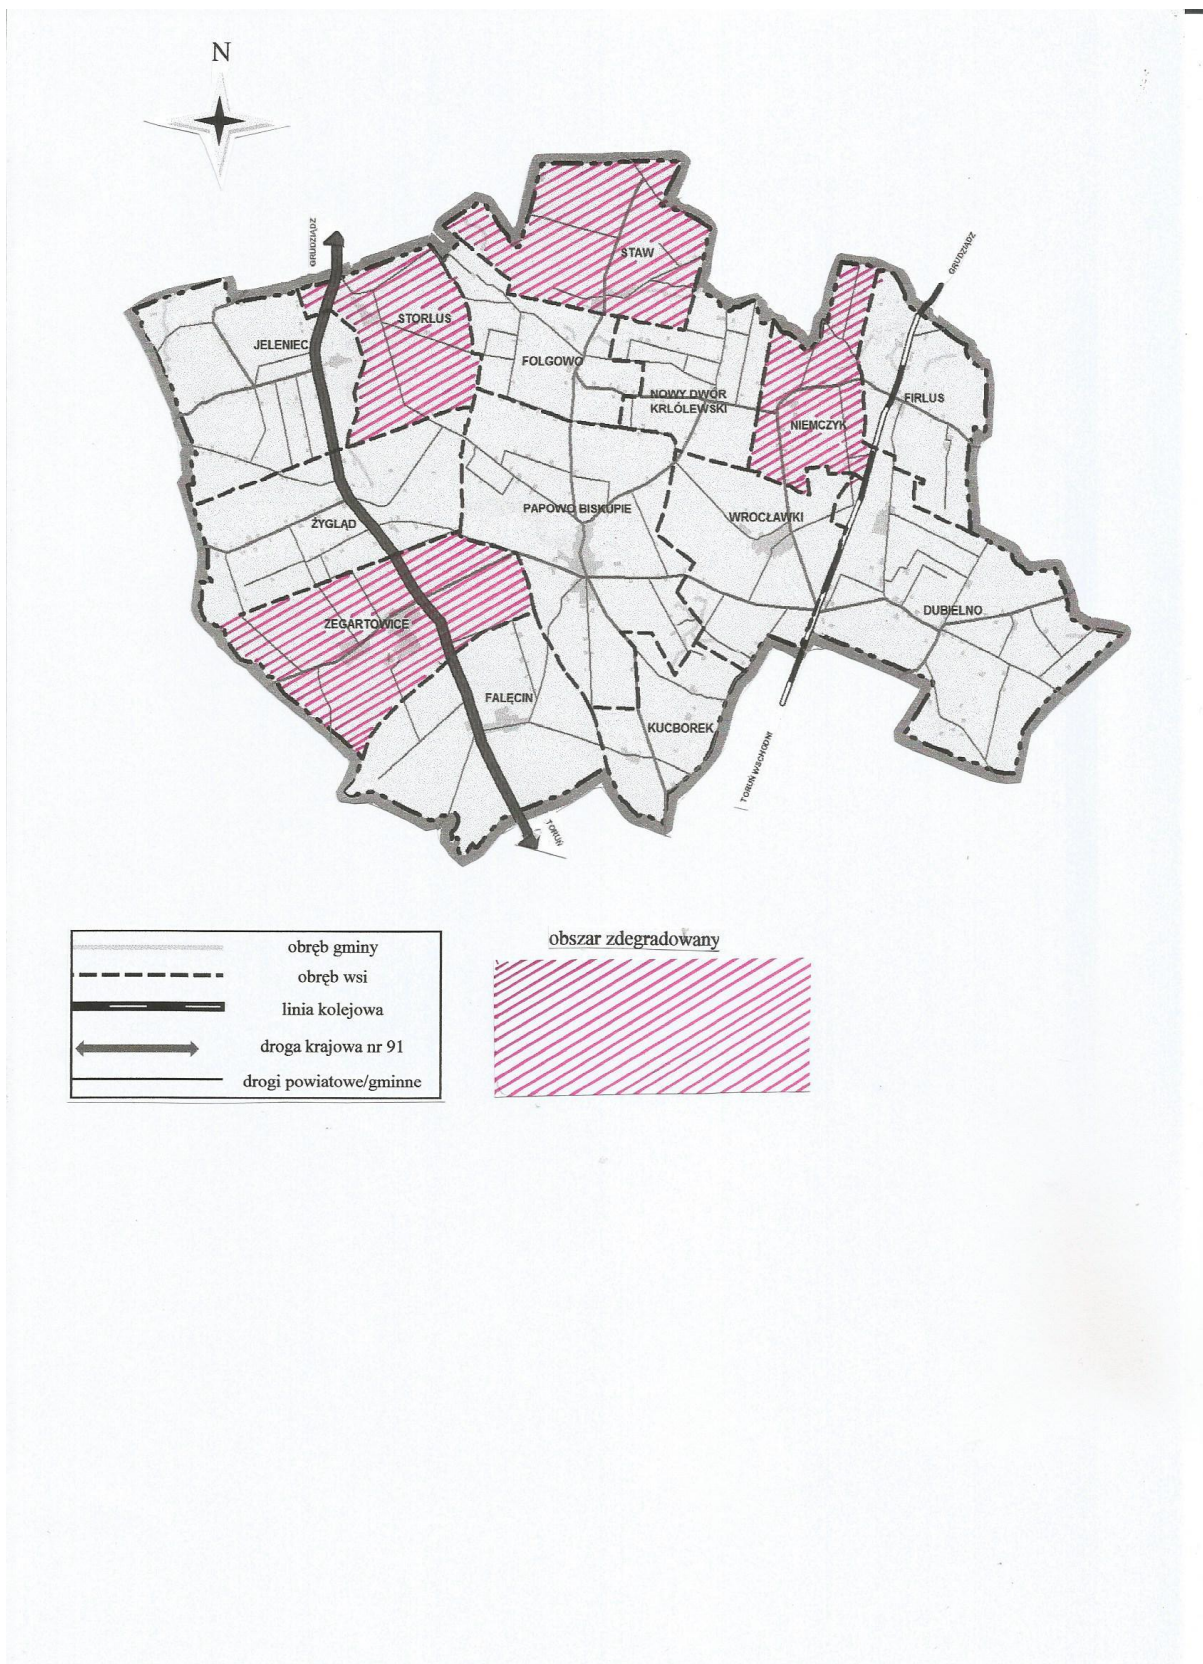 N
GRUDZIĄDZ
GRUDZIĄDZ
STAW
STORLUS
JELENIEC
FOLGOWO
NOWY DWÓR
KRLÓLEWSKI
FIRLUS
NIEMCZYK
PAPOWO BISKUPIE
WROCŁAWKI
ŻYGLĄD
DUBIELNO
ZEGARTOWICE
FALĘCIN
KUCBOREK
TORUŃ WSCHODNI
TORUŃ
obręb gminy
obręb wsi
linia kolejowa
droga krajowa nr 91
drogi powiatowe/gminne
obszar zdegradowany